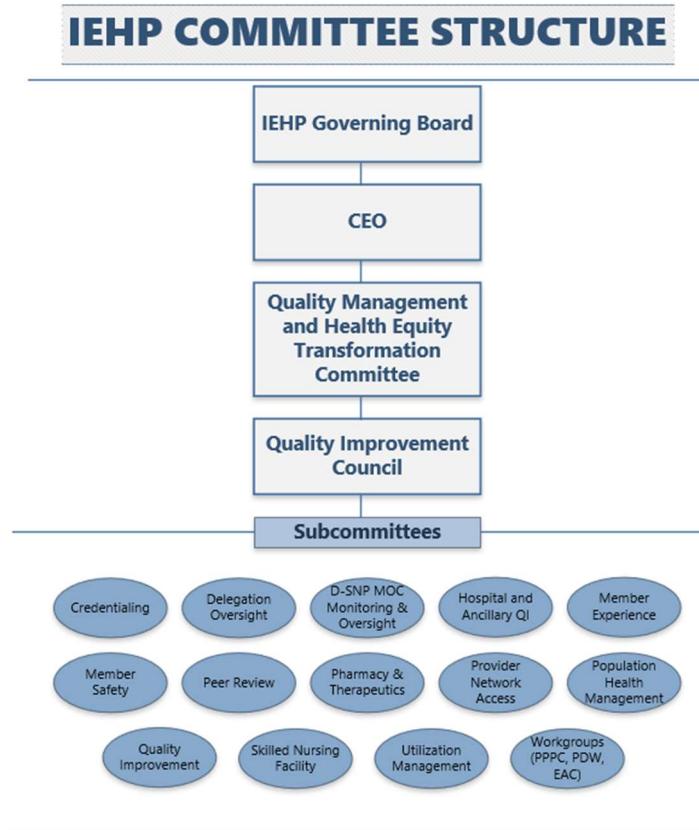 IEHP COMMITTEE STRUCTURE
IEHP Governing Board
CEO
Quality Management
and Health Equity
Transformation
Committee
Quality Improvement
Council
Subcommittees
Credentialing
Delegation
Oversight
D-SNP MOC
Monitoring &
Oversight
Hospital and
Ancillary QI
Member
Experience
Member
Safety
Peer Review
Pharmacy &
Therapeutics
Provider
Network
Access
Population
Health
Management
Quality
Improvement
Skilled Nursing
Facility
Utilization
Management
Workgroups
(PPPC, PDW,
EAC)